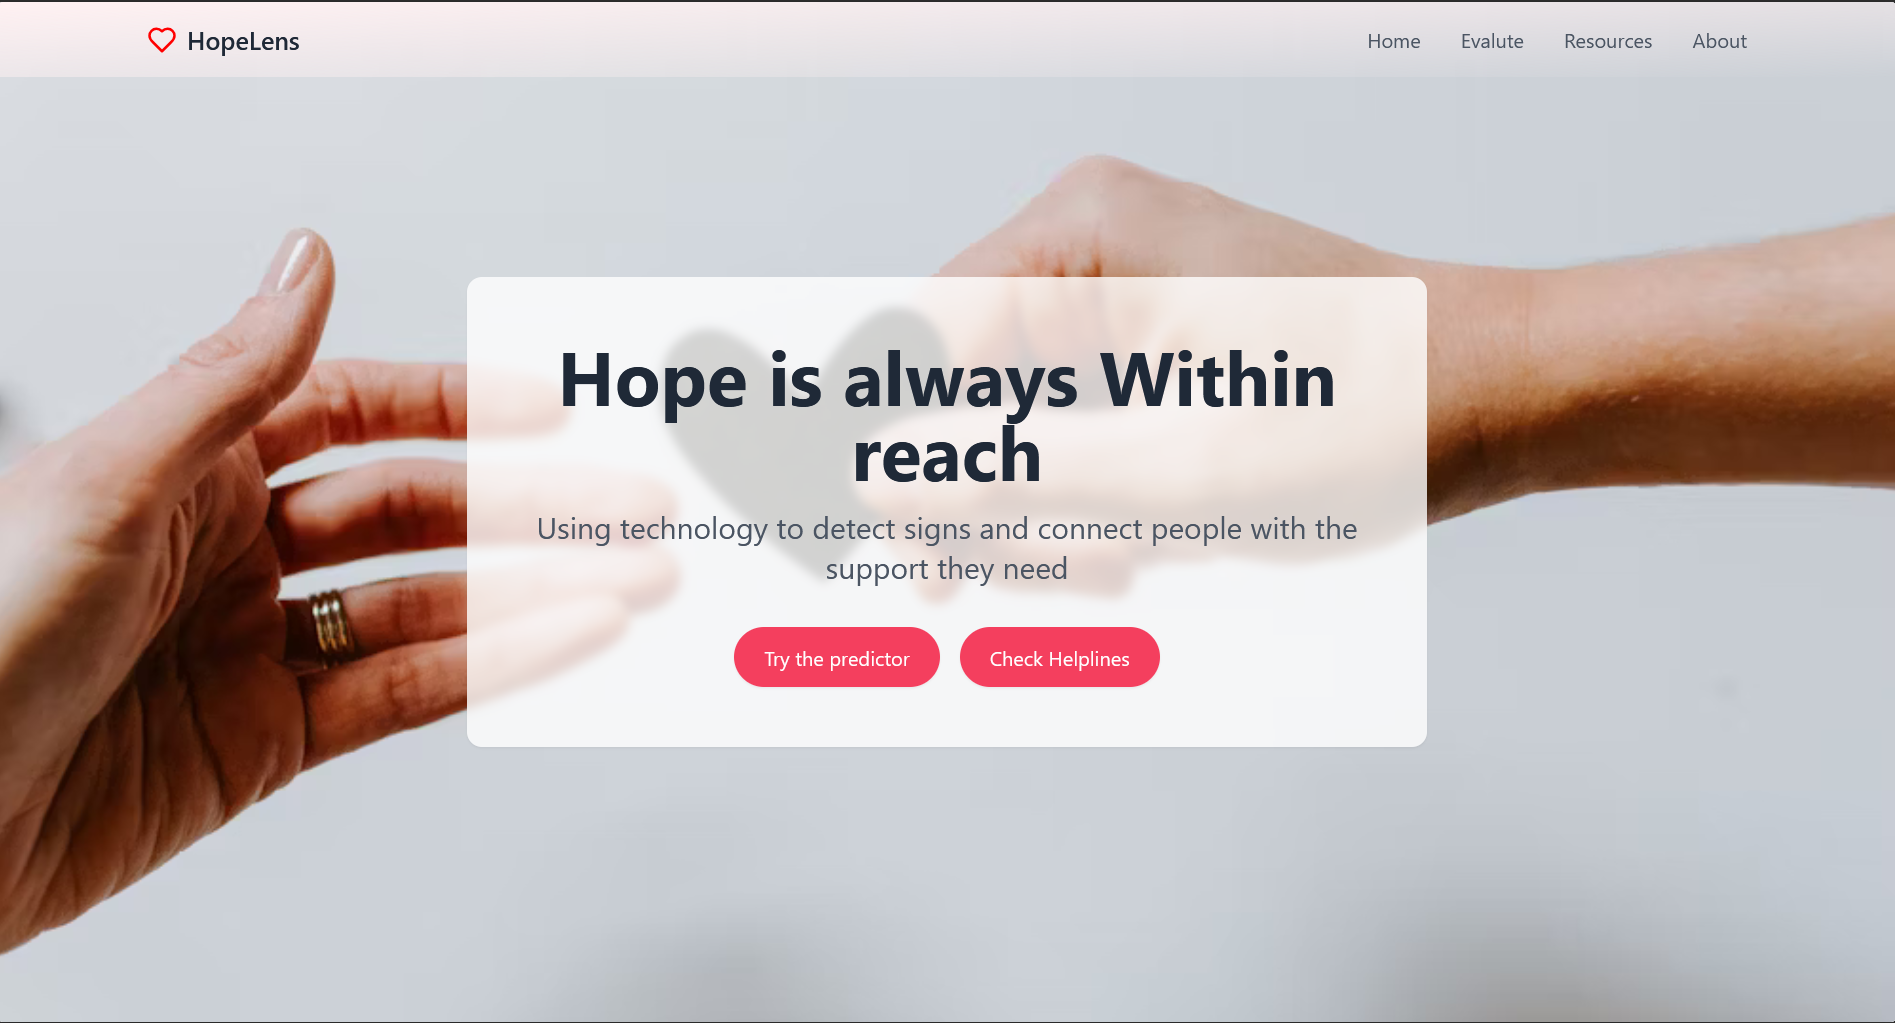 HopeLens
Home Evalute Resources About
Hope is always Within
reach
Using technology to detect signs and connect people with the
support they need
Try the predictor Check Helplines